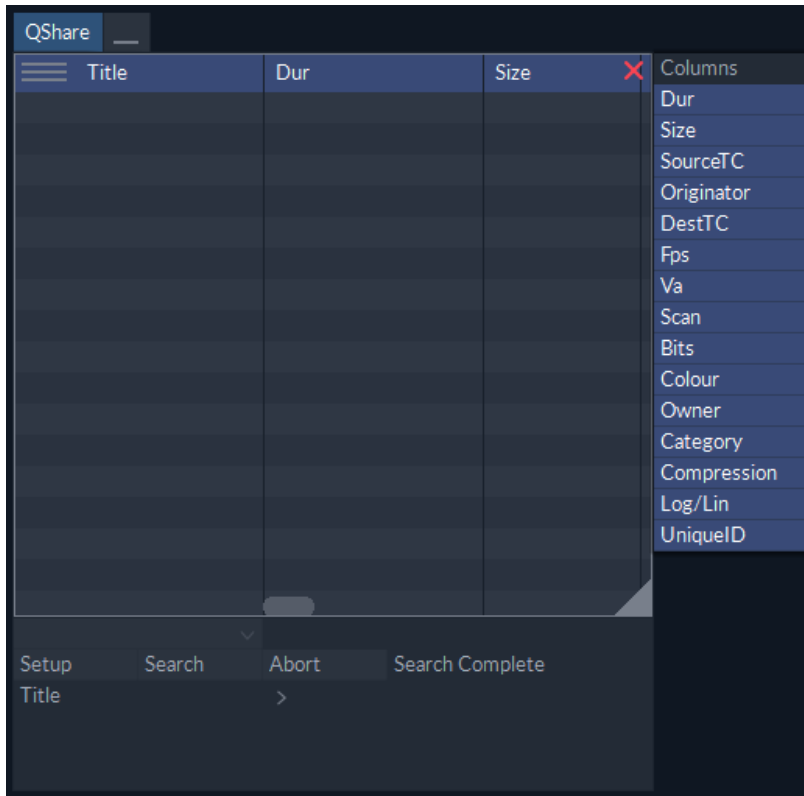 QShare
Title Dur Size
Columns
Dur
Size
SourceTC
Originator
DestTC
Fps
Va
Scan
Bits
Colour
Owner
Category
Compression
Log/Lin
UniqueID
Setup Search Abort Search Complete
Title >